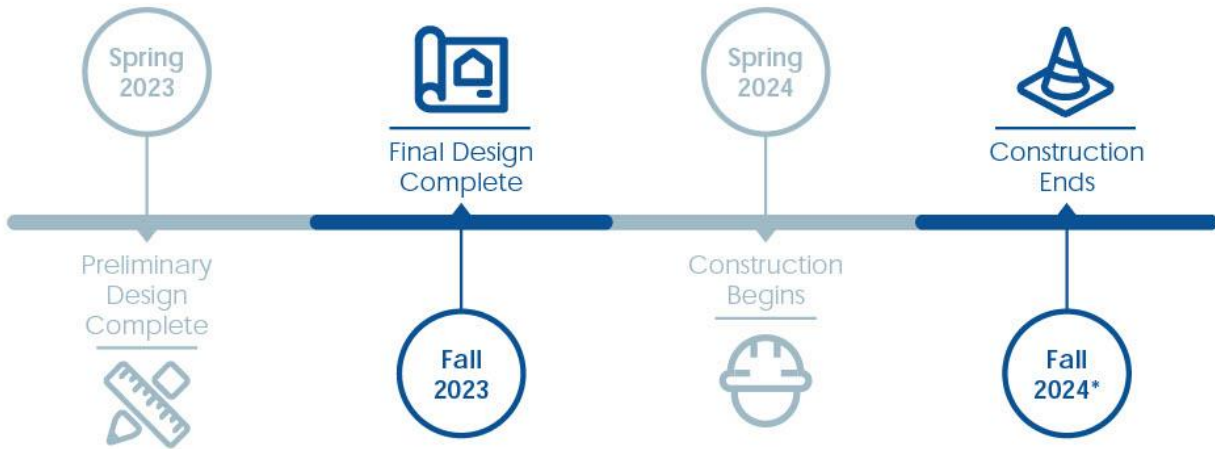 Spring
2023
Preliminary
Design
Complete
Final Design
Complete
Fall
2023
Spring
2024
Construction
Begins
Construction
Ends
Fall
2024*